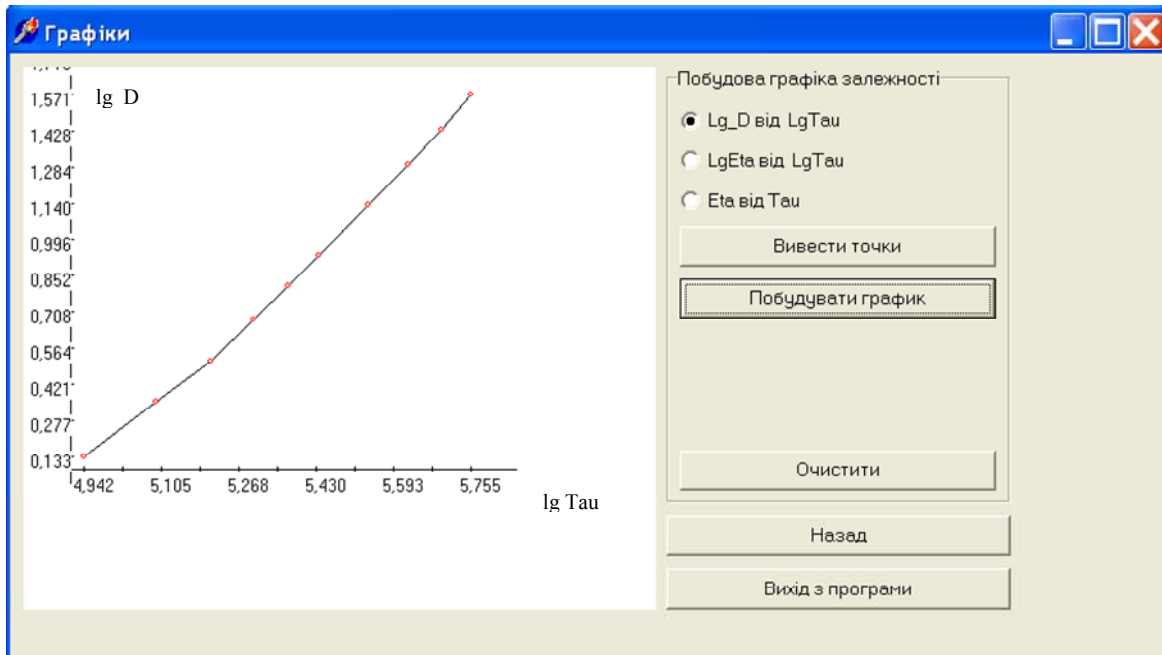 Графіки
lg D
1,571
1,428
1,284
1,140
0,996
0,852
0,708
0,564
0,421
0,277
0,133
4,942 5,105 5,268 5,430 5,593 5,755
lg Tau
Побудова графіка залежності
Lg_D від LgTau
LgEta від LgTau
Eta від Tau
Вивести точки
Побудувати график
Очистити
Назад
Вихід з програми